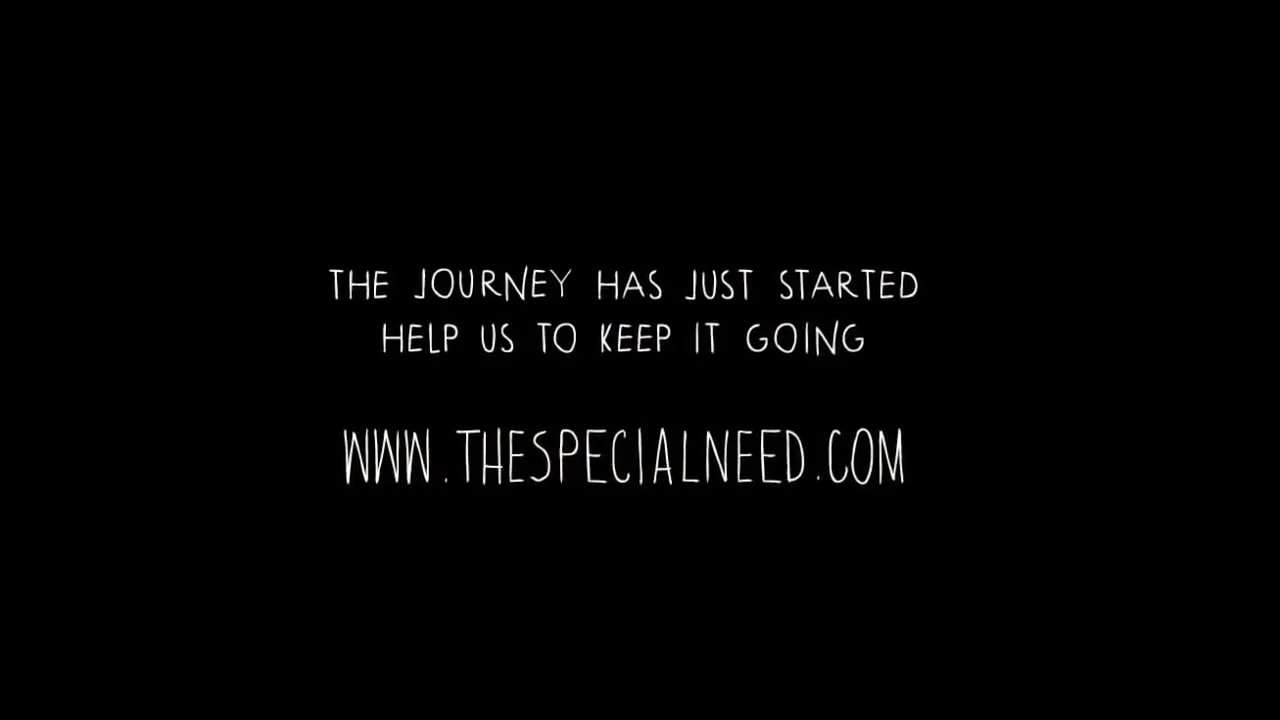 THE JOURNEY HAS JUST STARTED
HELP US TO KEEP IT GOING
WWW.THESPECIALNEED.COM